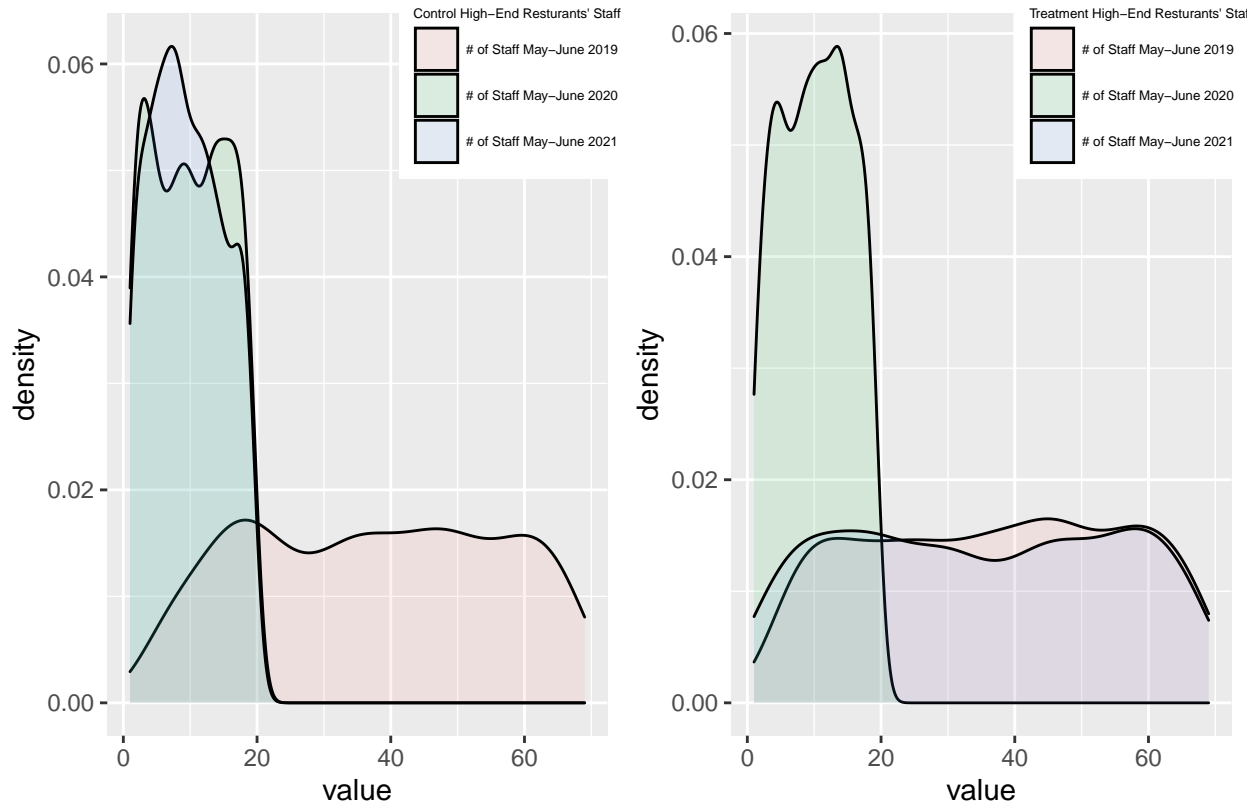 Control High−End Resturants' Staff
# of Staff May−June 2019
# of Staff May−June 2020
# of Staff May−June 2021
0.06
0.04
0.02
0.00
density
0
20
40
60
value
Treatment High−End Resturants' Staf
# of Staff May−June 2019
# of Staff May−June 2020
# of Staff May−June 2021
0.06
0.04
0.02
0.00
density
0
20
40
60
value